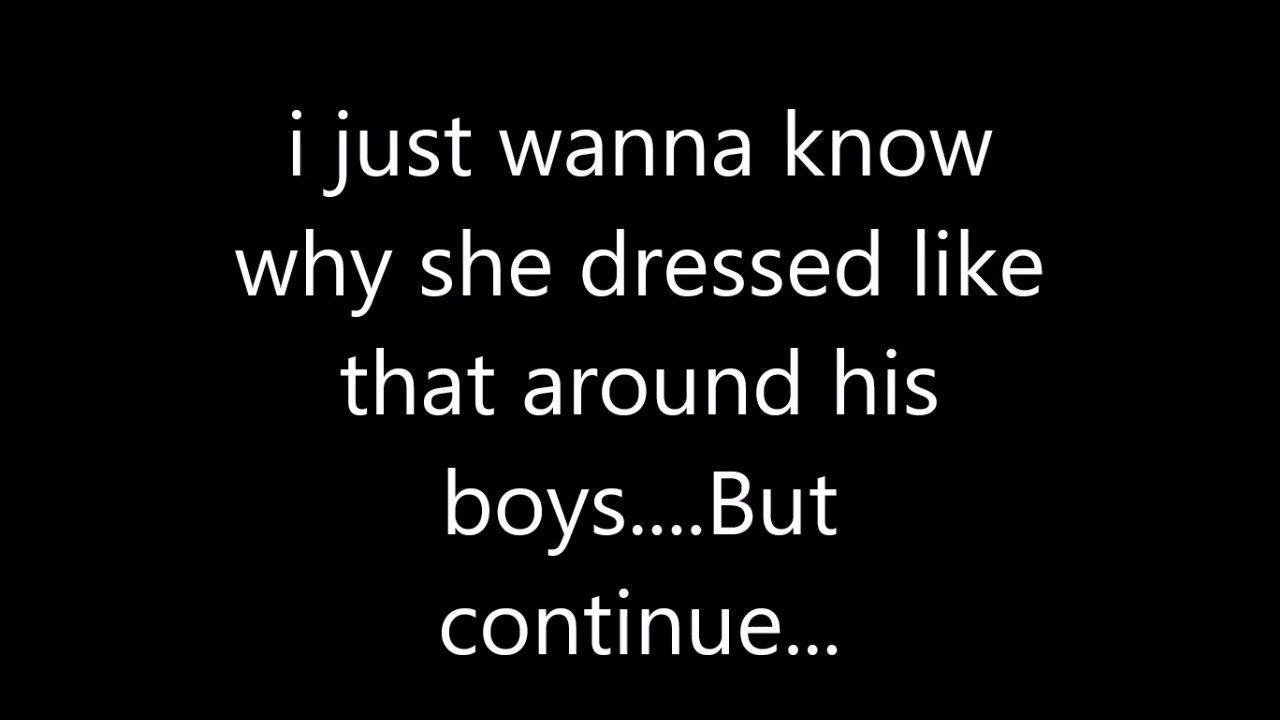 i just wanna know
why she dressed like
that around his
boys....But
continue...